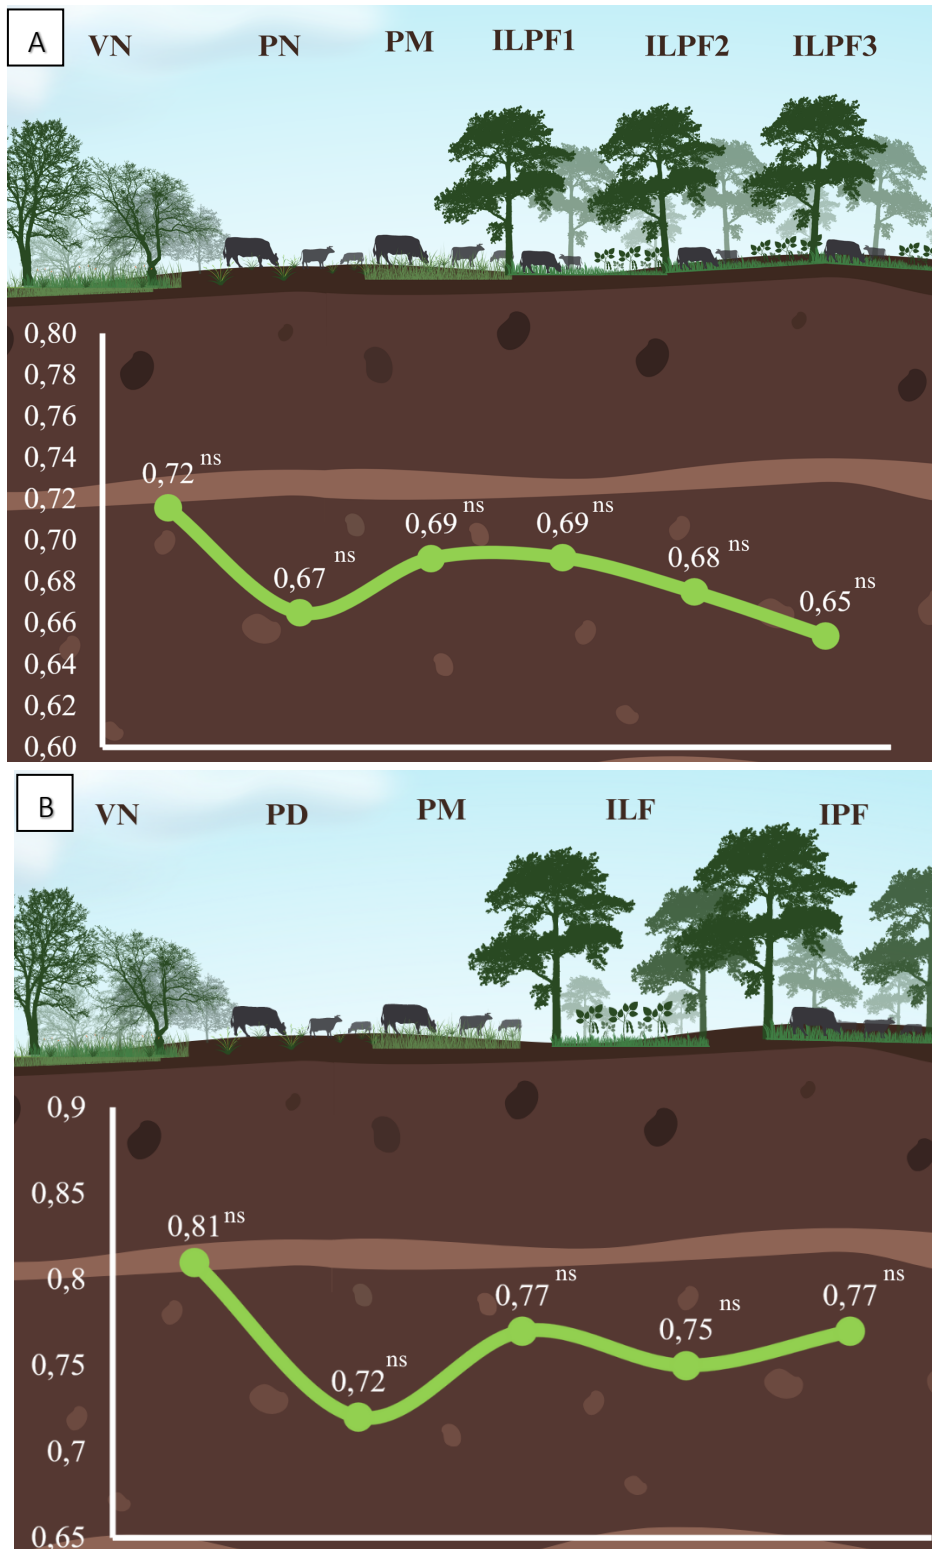 A
VN PN PM ILPF1 ILPF2 ILPF3
0,80
0,78
0,76
0,74
0,72
0,70
0,68
0,66
0,64
0,62
0,60
0,72 ns
0,67 ns
0,69 ns
0,69 ns
0,68 ns
0,65 ns
B
VN PD PM ILF IPF
0,9
0,85
0,8
0,75
0,7
0,65
0,81 ns
0,72 ns
0,77 ns
0,75 ns
0,77 ns